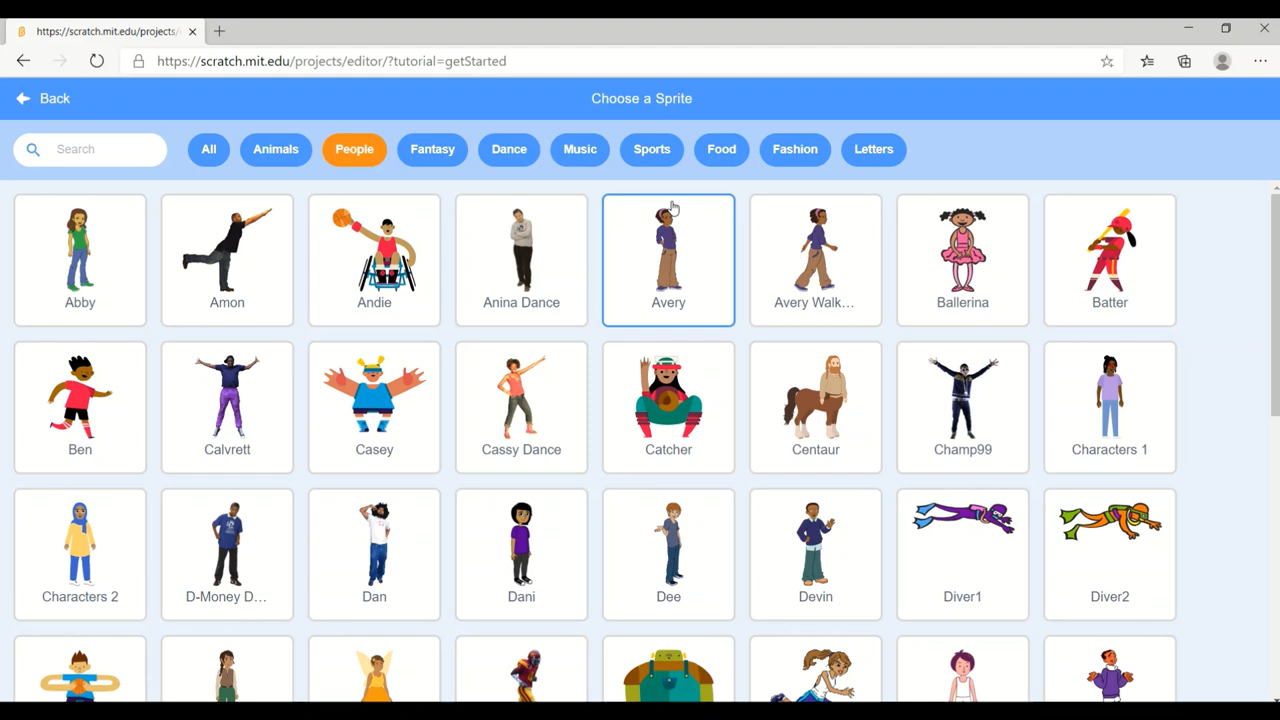 https://scratch.mit.edu/projects/
https://scratch.mit.edu/projects/editor/?tutorial=getStarted
Back
Choose a Sprite
Search
All
Animals
People
Fantasy
Dance
Music
Sports
Food
Fashion
Letters
Abby
Amon
Andie
Anina Dance
Avery
Avery Walk...
Ballerina
Batter
Ben
Calvrett
Casey
Cassy Dance
Catcher
Centaur
Champ99
Characters 1
Characters 2
D-Money D...
Dan
Dani
Dee
Devin
Diver1
Diver2